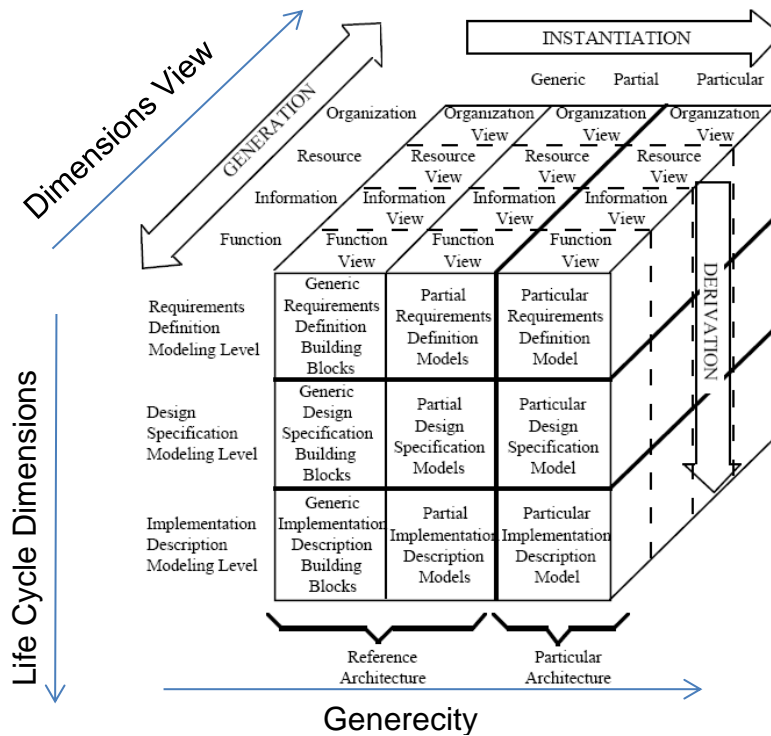 Dimensions View
GENERATION
INSTANTIATION
Generic Partial Particular
Organization
Organization
View
Organization
View
Organization
View
Resource
Resource
View
Resource
View
Resource
View
Information
Information
View
Information
View
Information
View
Function
Function
View
Function
View
Function
View
DERIVATION
Life Cycle Dimensions
Requirements
Definition
Modeling Level
Generic
Requirements
Definition
Building
Blocks
Partial
Requirements
Definition
Models
Particular
Requirements
Definition
Model
Design
Specification
Modeling Level
Generic
Design
Specification
Building
Blocks
Partial
Design
Specification
Models
Particular
Design
Specification
Model
Implementation
Description
Modeling Level
Generic
Implementation
Description
Building
Blocks
Partial
Implementation
Description
Models
Particular
Implementation
Description
Model
Reference
Architecture
Particular
Architecture
Generecity